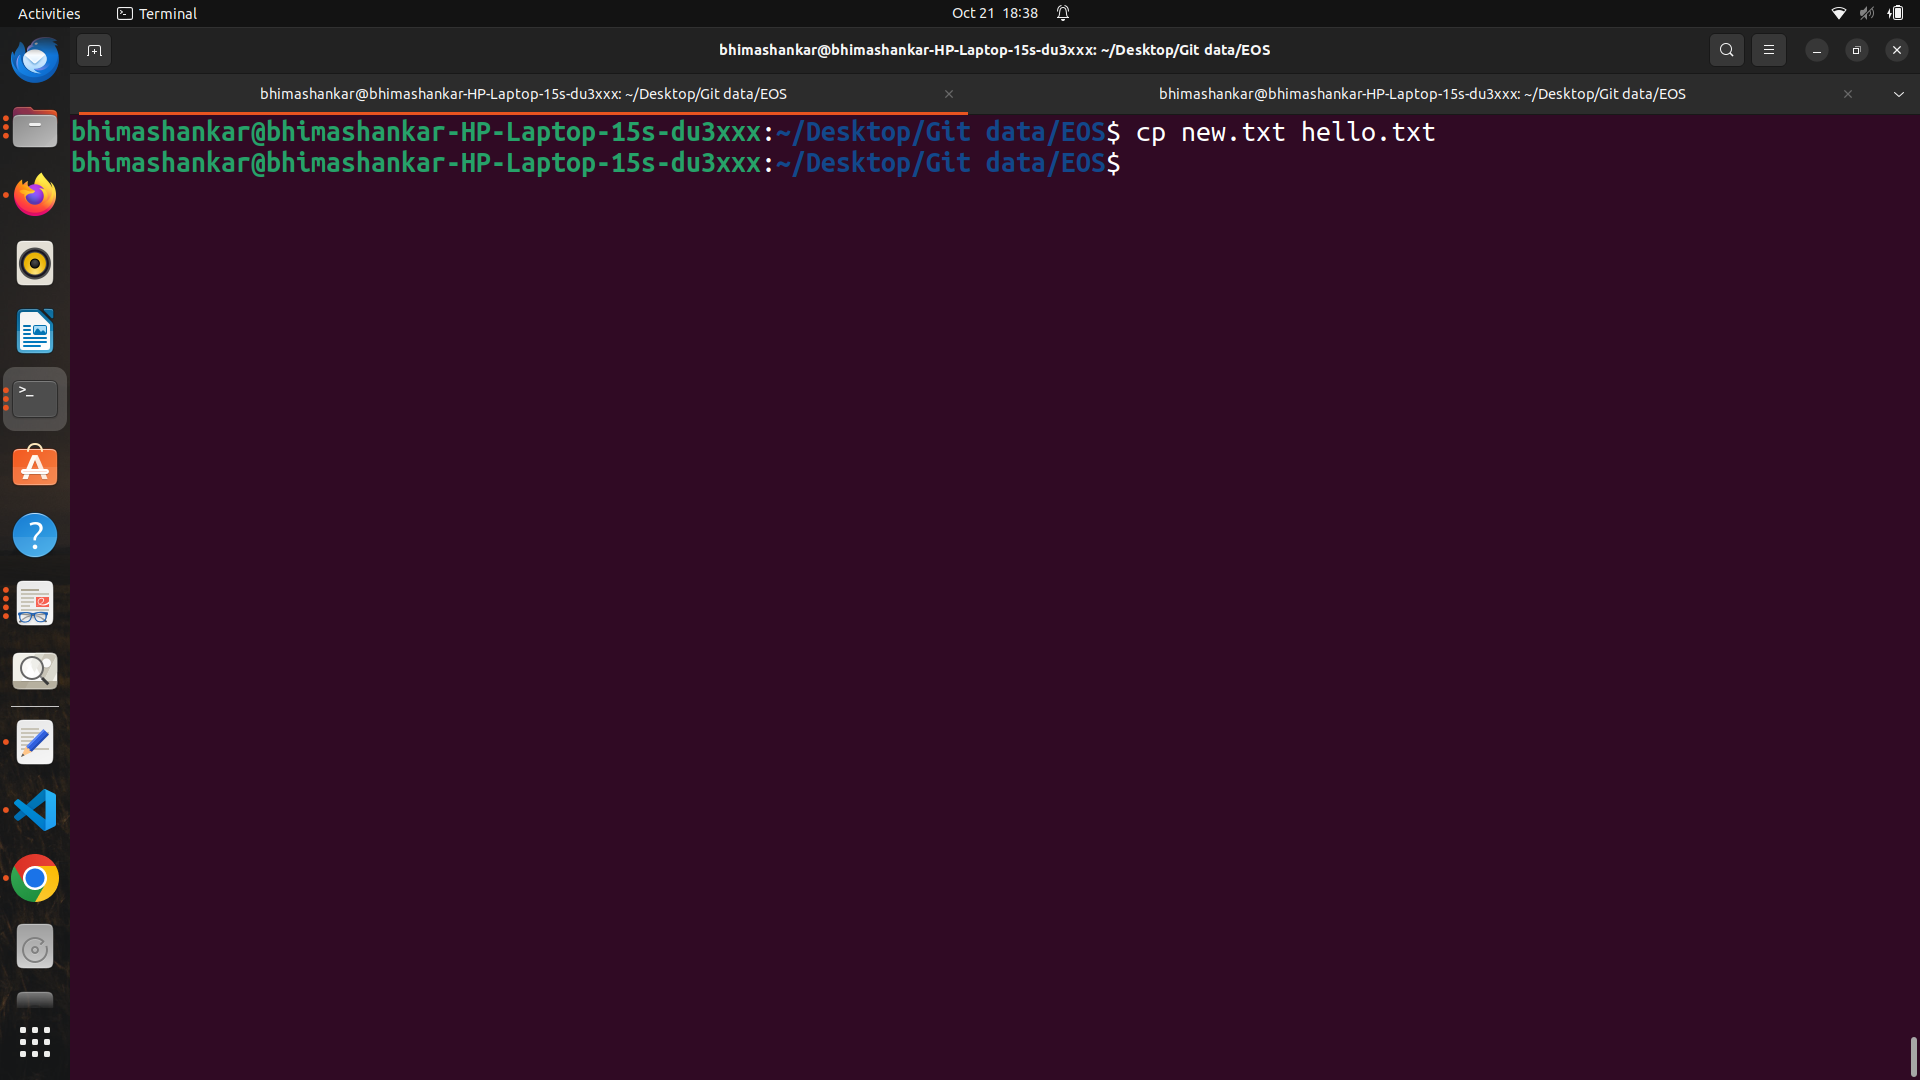 Activities Terminal Oct 21 18:38
bhimashankar@bhimashankar-HP-Laptop-15s-du3xxx: ~/Desktop/Git data/EOS
bhimashankar@bhimashankar-HP-Laptop-15s-du3xxx: ~/Desktop/Git data/EOS bhimashankar@bhimashankar-HP-Laptop-15s-du3xxx: ~/Desktop/Git data/EOS
bhimashankar@bhimashankar-HP-Laptop-15s-du3xxx:~/Desktop/Git data/EOS$ cp new.txt hello.txt
bhimashankar@bhimashankar-HP-Laptop-15s-du3xxx:~/Desktop/Git data/EOS$